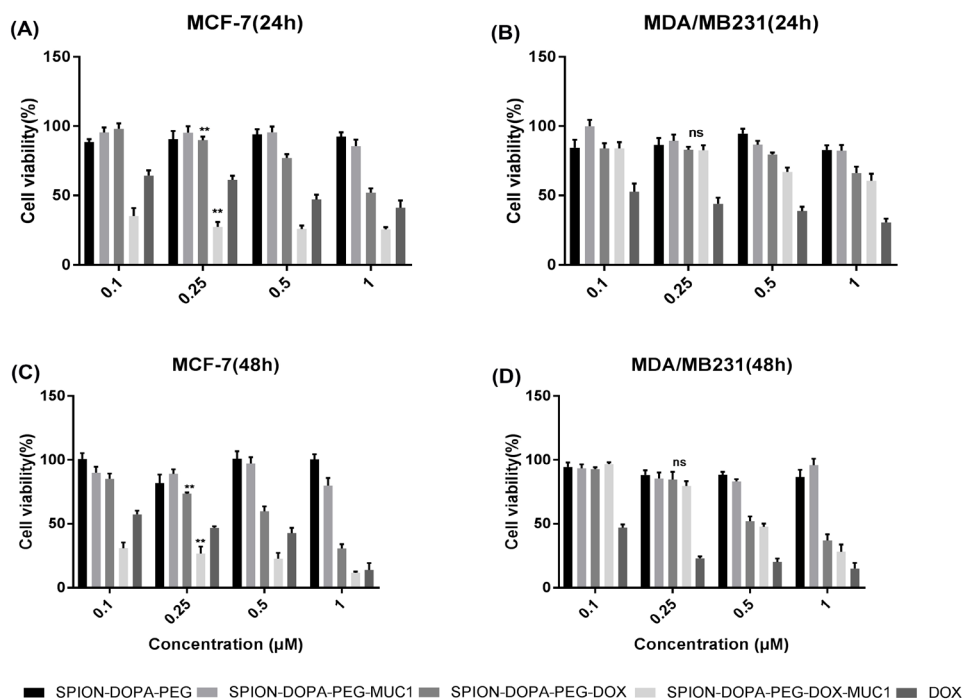 (A)
MCF-7(24h)
Cell viability(%)
150
100
50
0
**
**
0.1
0.25
0.5
1
(B)
MDA/MB231(24h)
Cell viability(%)
150
100
50
0
ns
0.1
0.25
0.5
1
(C)
MCF-7(48h)
Cell viability(%)
150
100
50
0
**
**
0.1
0.25
0.5
1
Concentration (µM)
(D)
MDA/MB231(48h)
Cell viability(%)
150
100
50
0
ns
0.1
0.25
0.5
1
Concentration (µM)
SPION-DOPA-PEG SPION-DOPA-PEG-MUC1 SPION-DOPA-PEG-DOX SPION-DOPA-PEG-DOX-MUC1 DOX